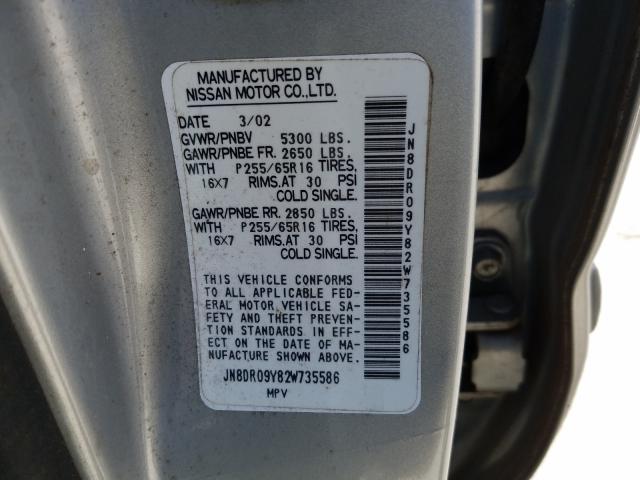 MANUFACTURED BY
NISSAN MOTOR CO.,LTD.
DATE 3/02
GVWR/PNBV 5300 LBS.
GAWR/PNBE FR. 2650 LBS.
WITH P255/65R16 TIRES,
16X7 RIMS.AT 30 PSI
COLD SINGLE.
GAWR/PNBE RR. 2850 LBS.
WITH P255/65R16 TIRES,
16X7 RIMS.AT 30 PSI
COLD SINGLE.
THIS VEHICLE CONFORMS
TO ALL APPLICABLE FED-
ERAL MOTOR VEHICLE SA-
FETY AND THEFT PREVEN-
TION STANDARDS IN EFF-
ECT ON THE DATE OF MA-
NUFACTURE SHOWN ABOVE.
JN8DR09Y82W735586
MPV
JN8DR09Y82W735586